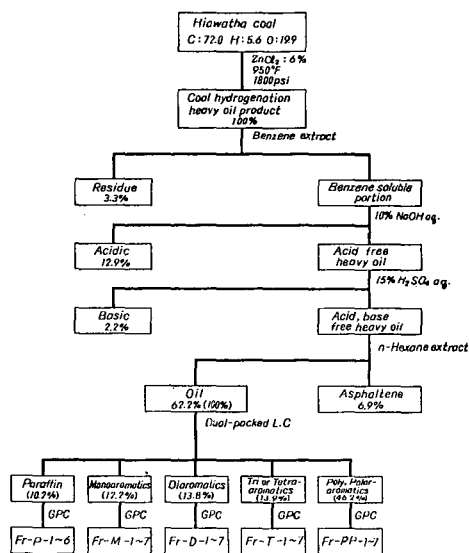 Hiawatha coal
C:72.0 H:5.6 O:19.9
ZnCl₂:6%
950°F
1800psi
Coal hydrogenation
heavy oil product
100%
Benzene extract
Residue
3.3%
Benzene soluble
portion
10% NaOH aq.
Acidic
12.9%
Acid free
heavy oil
15% H₂SO₄ aq.
Basic
2.2%
Acid, base
free heavy oil
n-Hexane extract
Oil
62.2% (100%)
Asphaltene
6.9%
Dual-packed L.C
Paraffin
(10.2%)
Monoaromatics
(12.2%)
Diaromatics
(13.8%)
Tri or Tetra-
aromatics
(13.9%)
Poly, Polar-
aromatics
(46.2%)
GPC
GPC
GPC
GPC
GPC
Fr-P-1~6
Fr-M-1~7
Fr-D-1~7
Fr-T-1~7
Fr-PP-1~7